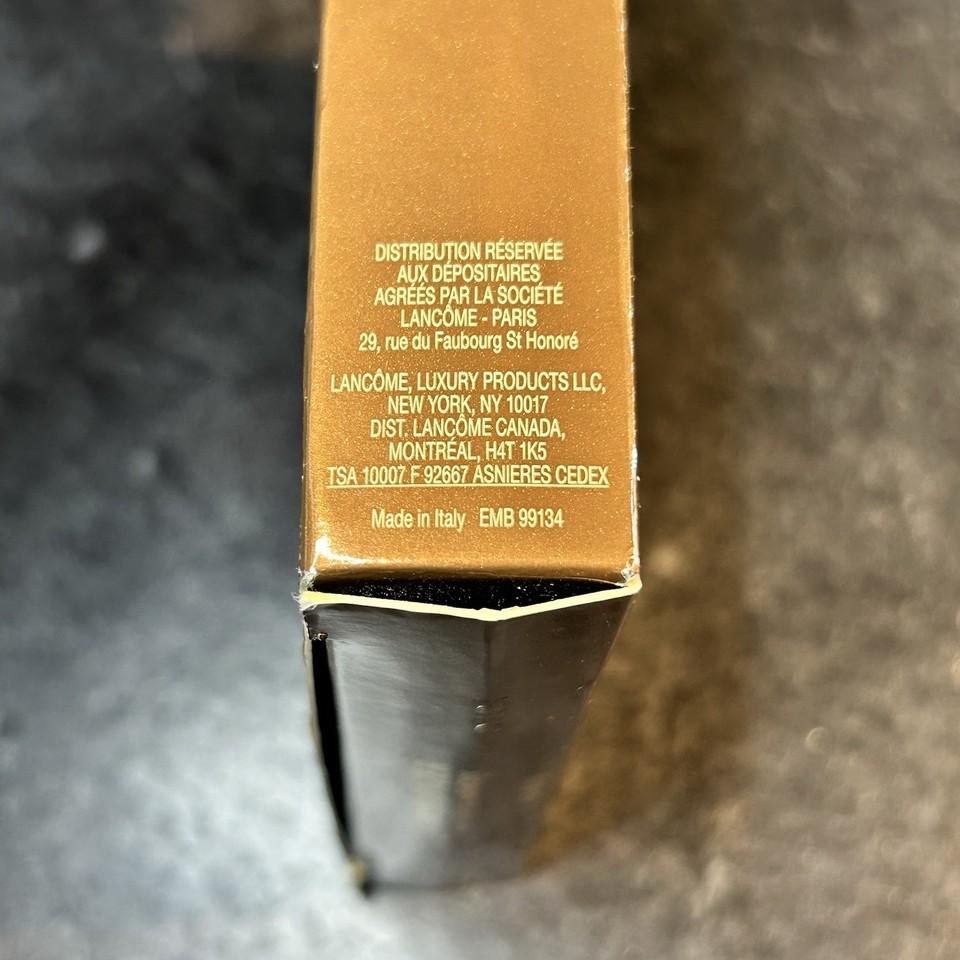 DISTRIBUTION RÉSERVÉE
AUX DÉPOSITAIRES
AGRÉÉS PAR LA SOCIÉTÉ
LANCÔME - PARIS
29, rue du Faubourg St Honoré
LANCÔME, LUXURY PRODUCTS LLC,
NEW YORK, NY 10017
DIST. LANCÔME CANADA,
MONTRÉAL, H4T 1K5
TSA 10007 F 92667 ASNIERES CEDEX
Made in Italy EMB 99134